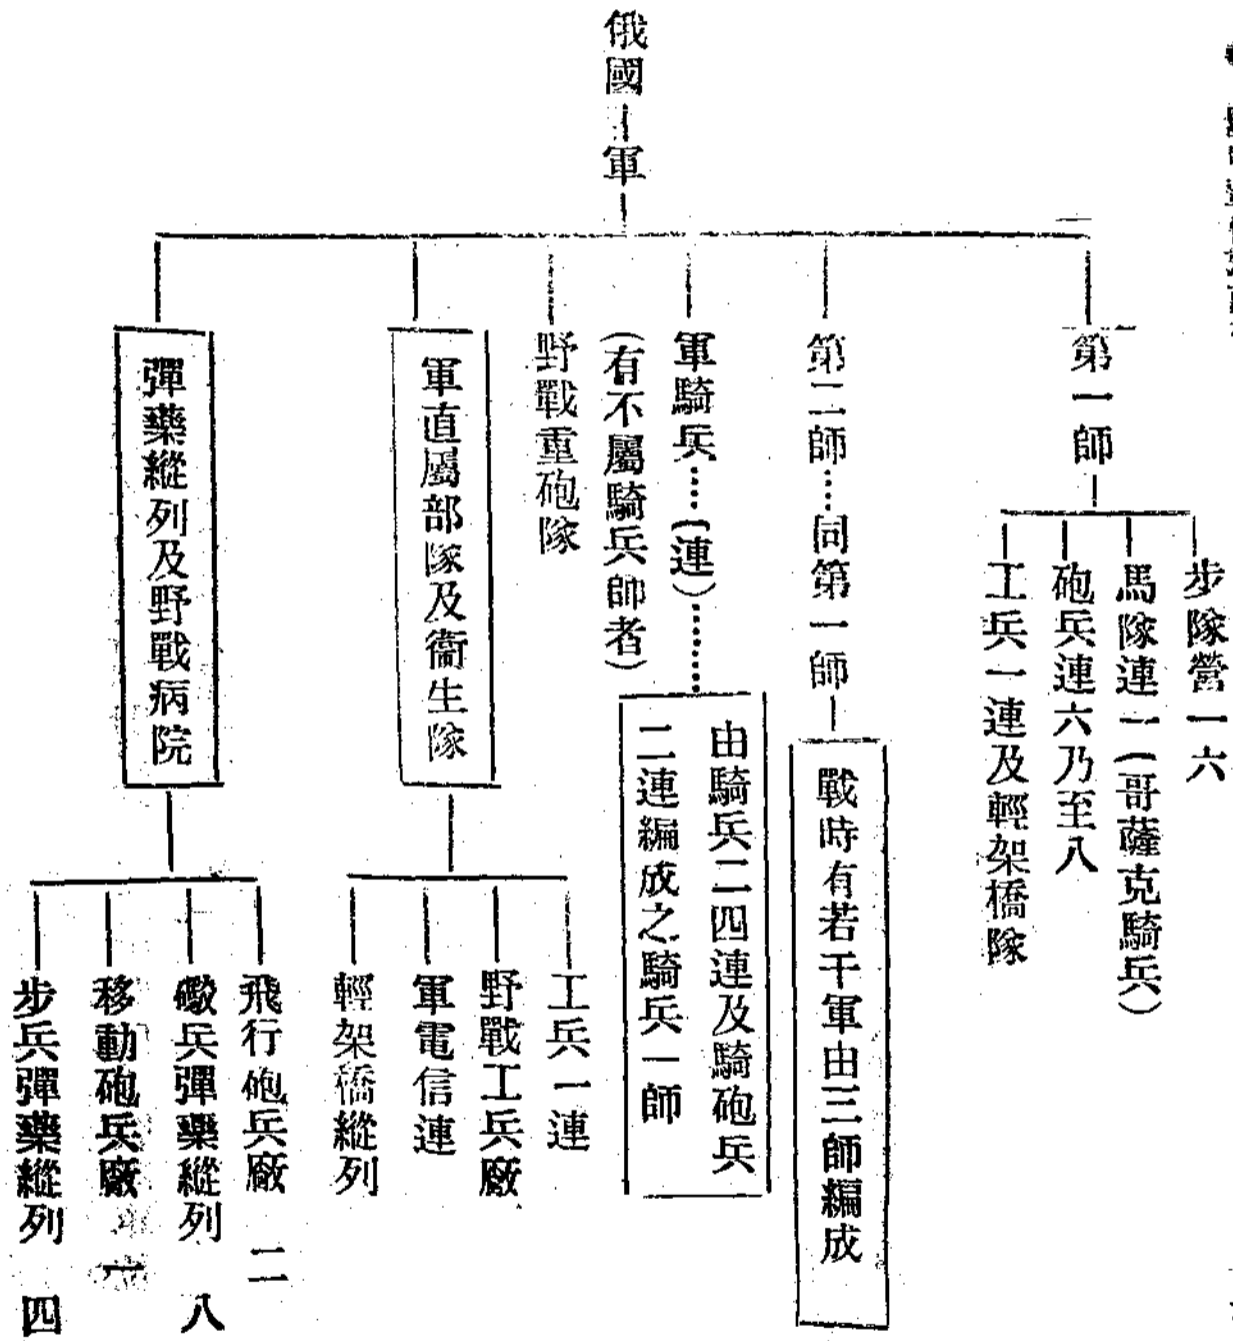 俄國軍
第一師
步隊營一六
馬隊連一(哥薩克騎兵)
砲兵連六乃至八
工兵一連及輕架橋隊
第二師……同第一師
戰時有若干軍由三師編成
軍騎兵……(連)………
(有不屬騎兵師者)
由騎兵二四連及騎砲兵
二連編成之騎兵一師
野戰重砲隊
軍直屬部隊及衞生隊
工兵一連
野戰工兵廠
軍電信連
輕架橋縱列
彈藥縱列及野戰病院
飛行砲兵廠 二
礮兵彈藥縱列 八
移動砲兵廠 一
步兵彈藥縱列 四